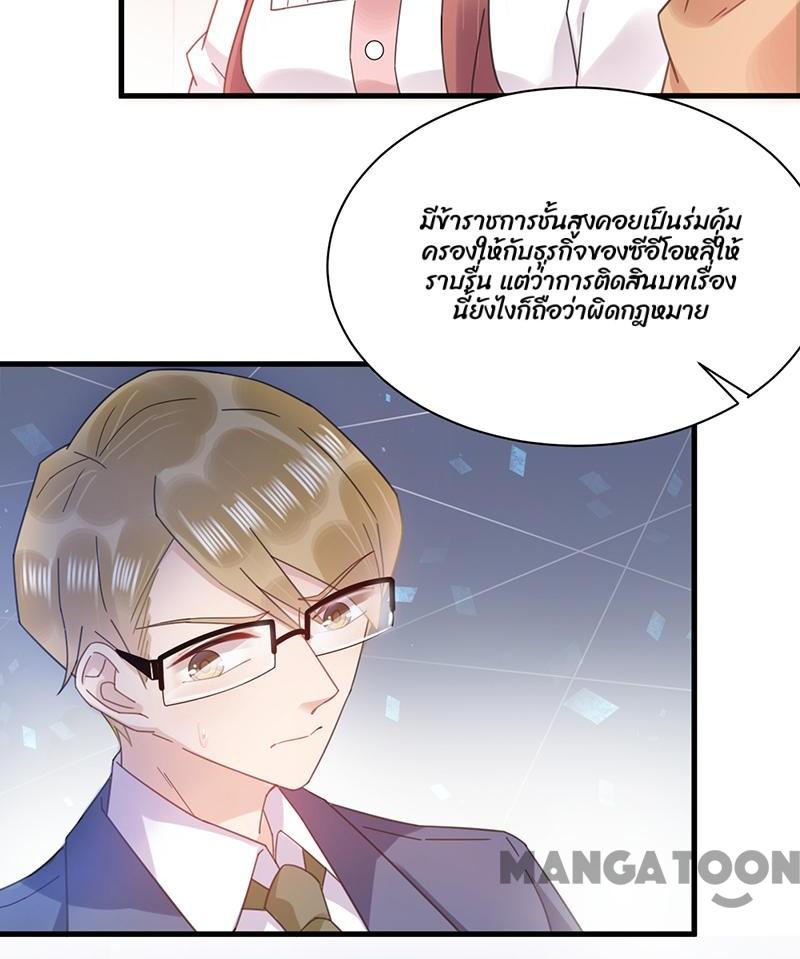 มีข้าราชการชั้นสูงคอยเป็นร่มคุ้ม
ครองให้กับธุรกิจของซีอีโอหลี่ให้
ราบรื่น แต่ว่าการติดสินบทเรื่อง
นี้ยังไงก็ถือว่าผิดกฎหมาย
MANGATOON